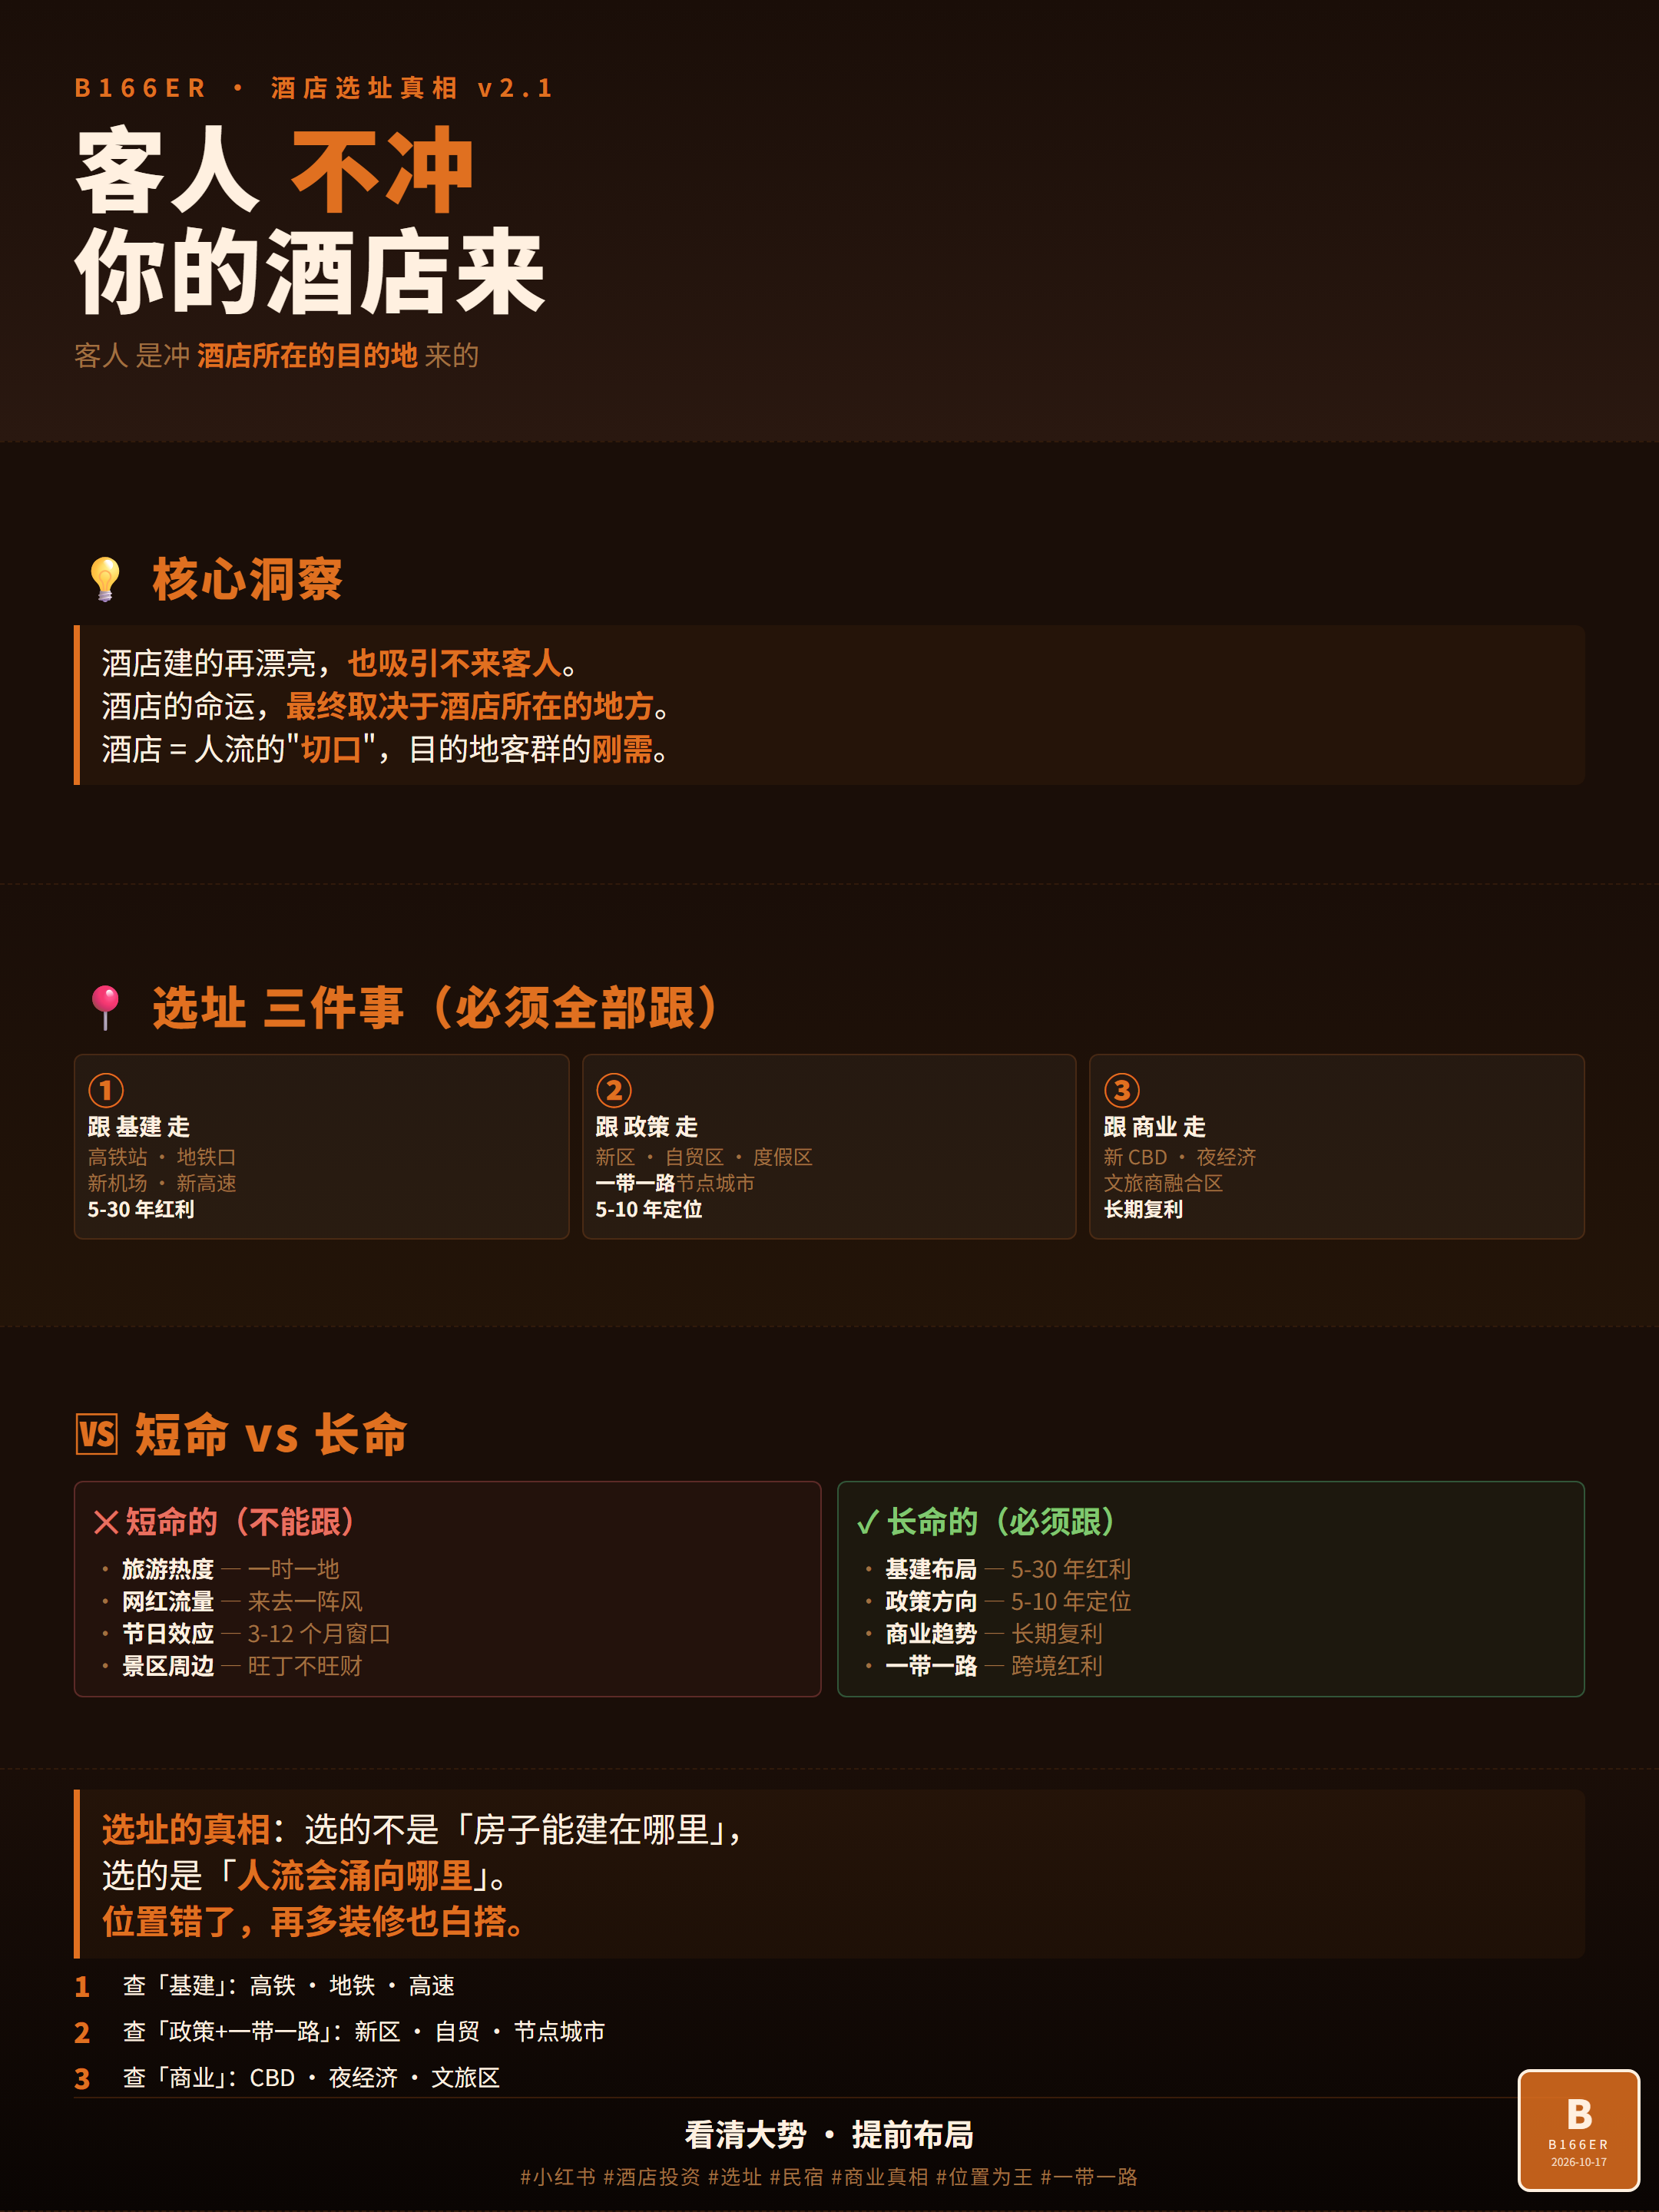 B166ER · 酒店选址真相 v2.1
客人 不冲
你的酒店来
客人 是冲 酒店所在的目的地 来的
💡 核心洞察
酒店建的再漂亮，也吸引不来客人。
酒店的命运，最终取决于酒店所在的地方。
酒店 = 人流的"切口"，目的地客群的刚需。
📍 选址 三件事（必须全部跟）
①
跟 基建 走
高铁站 · 地铁口
新机场 · 新高速
5-30 年红利
②
跟 政策 走
新区 · 自贸区 · 度假区
一带一路节点城市
5-10 年定位
③
跟 商业 走
新 CBD · 夜经济
文旅商融合区
长期复利
🆚 短命 vs 长命
✕ 短命的（不能跟）
· 旅游热度 — 一时一地
· 网红流量 — 来去一阵风
· 节日效应 — 3-12 个月窗口
· 景区周边 — 旺丁不旺财
✓ 长命的（必须跟）
· 基建布局 — 5-30 年红利
· 政策方向 — 5-10 年定位
· 商业趋势 — 长期复利
· 一带一路 — 跨境红利
选址的真相：选的不是「房子能建在哪里」，
选的是「人流会涌向哪里」。
位置错了，再多装修也白搭。
1 查「基建」：高铁 · 地铁 · 高速
2 查「政策+一带一路」：新区 · 自贸 · 节点城市
3 查「商业」：CBD · 夜经济 · 文旅区
看清大势 · 提前布局
#小红书 #酒店投资 #选址 #民宿 #商业真相 #位置为王 #一带一路
B
B166ER
2026-10-17